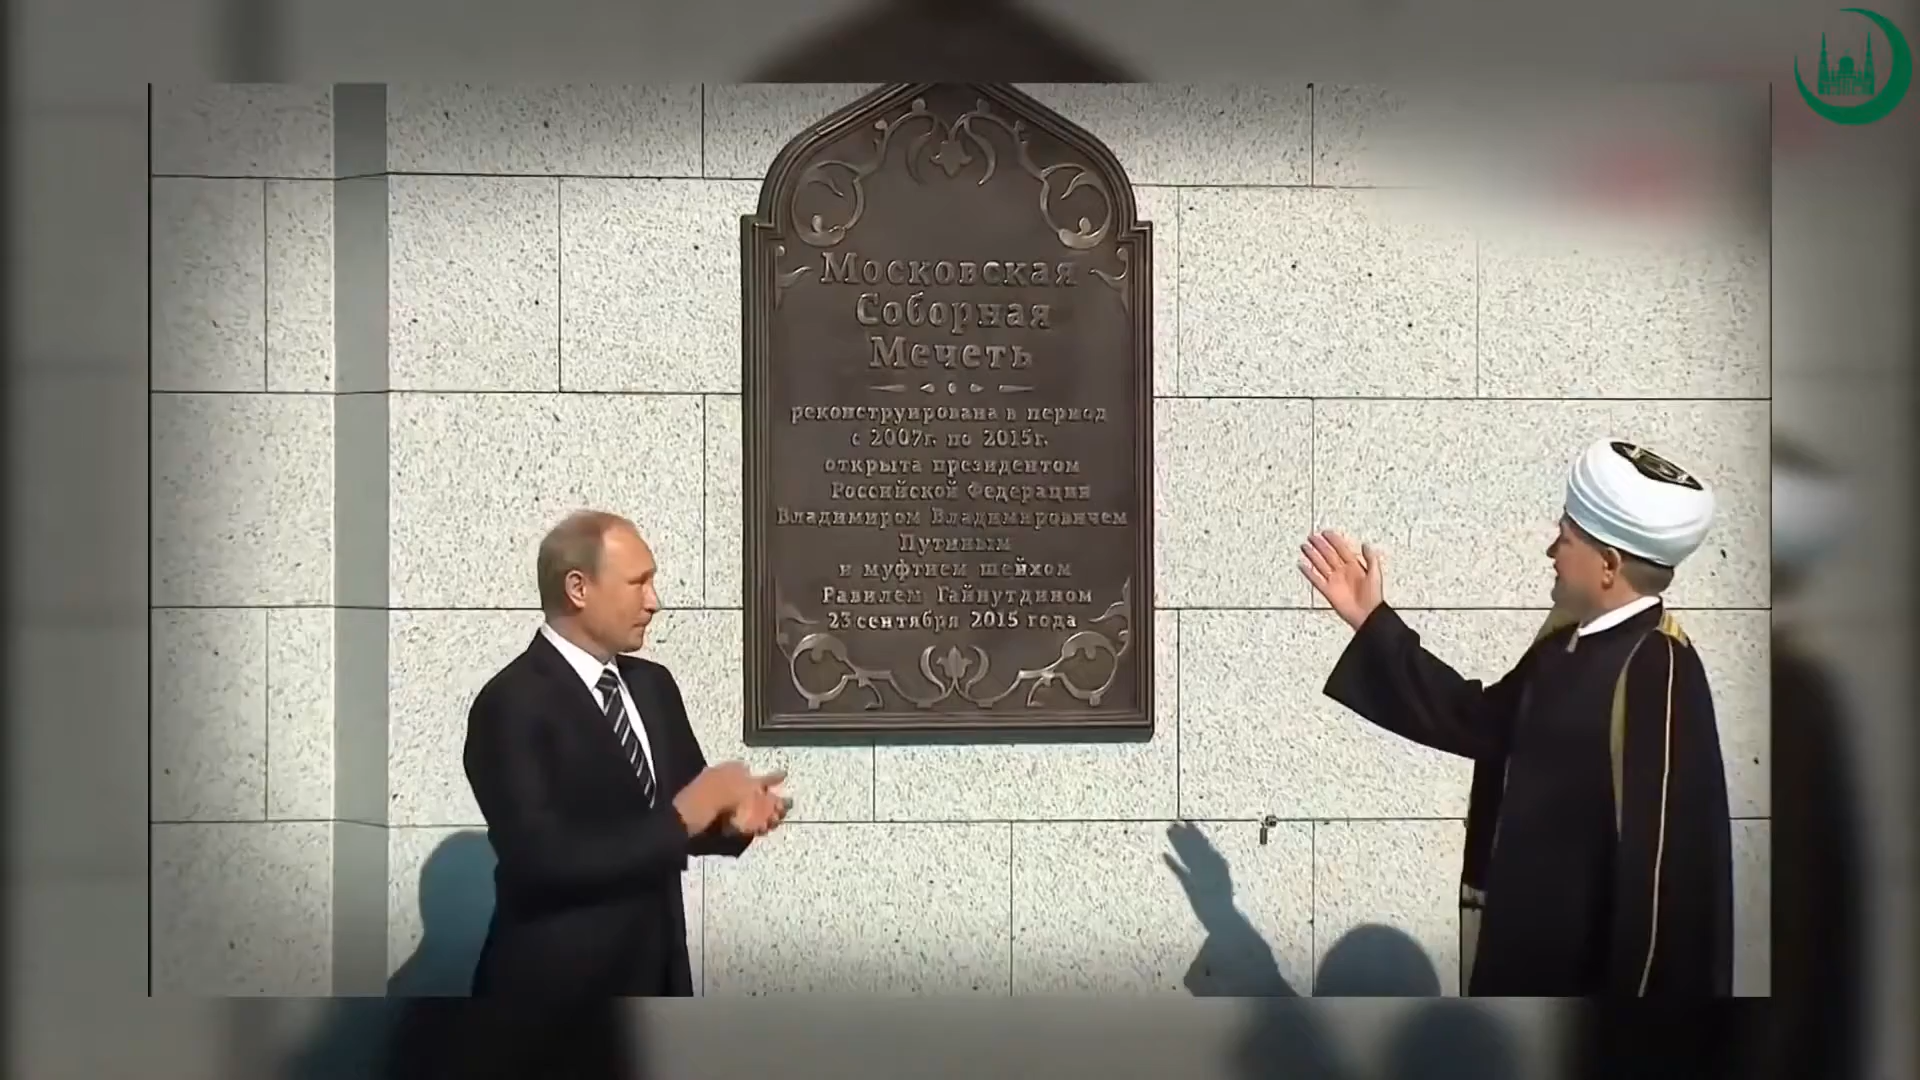 Московская
Соборная
Мечеть
реконструирована в период
с 2007г. по 2015г.
открыта президентом
Российской Федерации
Владимиром Владимировичем
Путиным
и муфтием шейхом
Равилем Гайнутдином
23 сентября 2015 года